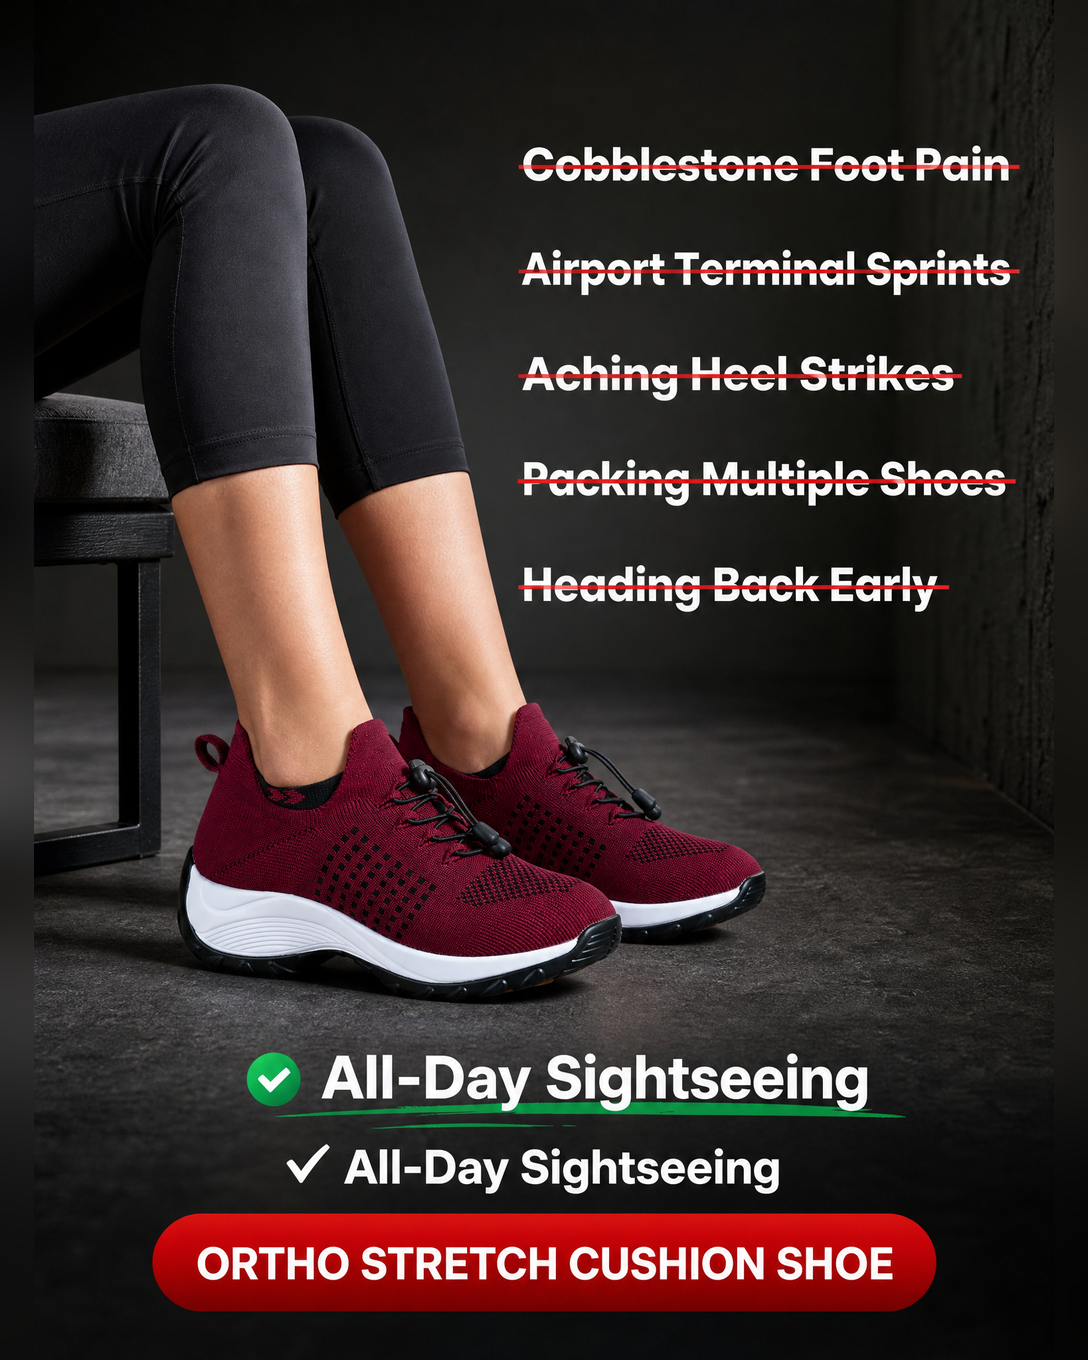 Cobblestone Foot Pain
Airport Terminal Sprints
Aching Heel Strikes
Packing Multiple Shoes
Heading Back Early
All-Day Sightseeing
All-Day Sightseeing
ORTHO STRETCH CUSHION SHOE